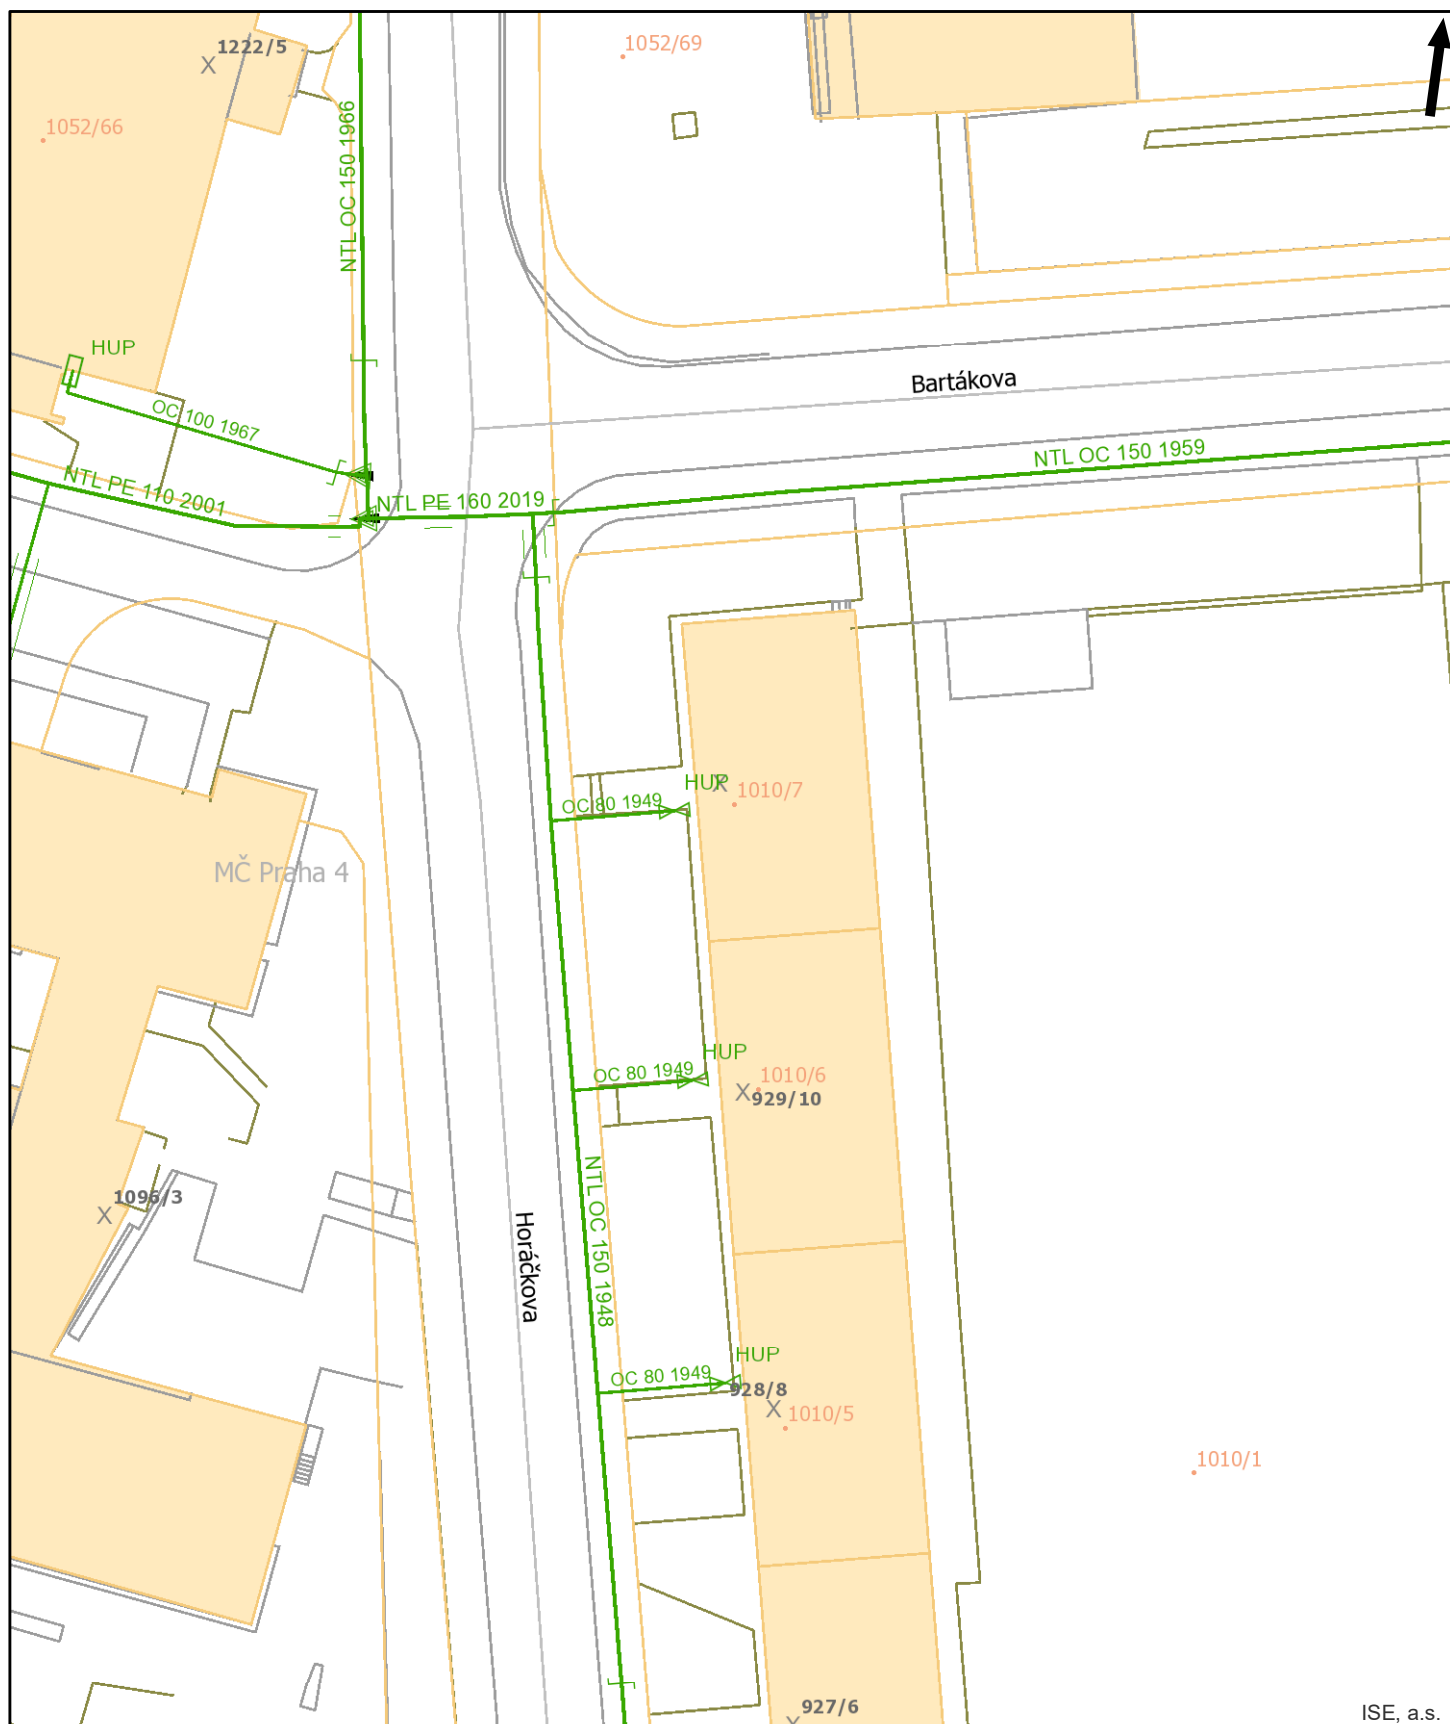 1222/5
1052/69
1052/66
NTL OC 150 1966
HUP
Bartákova
OC 100 1967
NTL OC 150 1959
NTL PE 110 2001
NTL PE 160 2019
HUP
1010/7
OC 80 1949
MČ Praha 4
HUP
OC 80 1949
1010/6
929/10
1096/3
NTL OC 150 1948
Horáčkova
HUP
OC 80 1949
928/8
1010/5
1010/1
927/6
ISE, a.s.